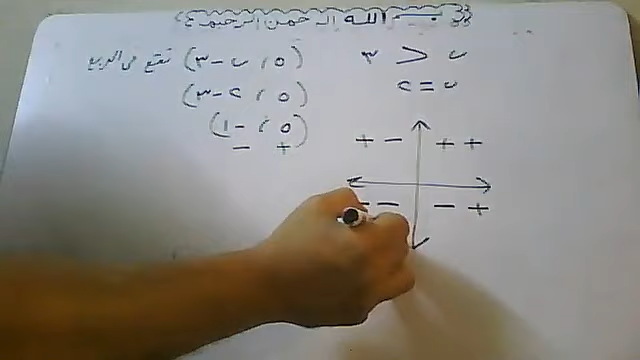 بسم الله الرحمن الرحيم
(٥ ، ب - ٣) تقع في الربع
ب < ٣
(٥ ، ٢ - ٣)
ب = ٢
(٥ ، - ١)
+ −
+ − + +
− − − +